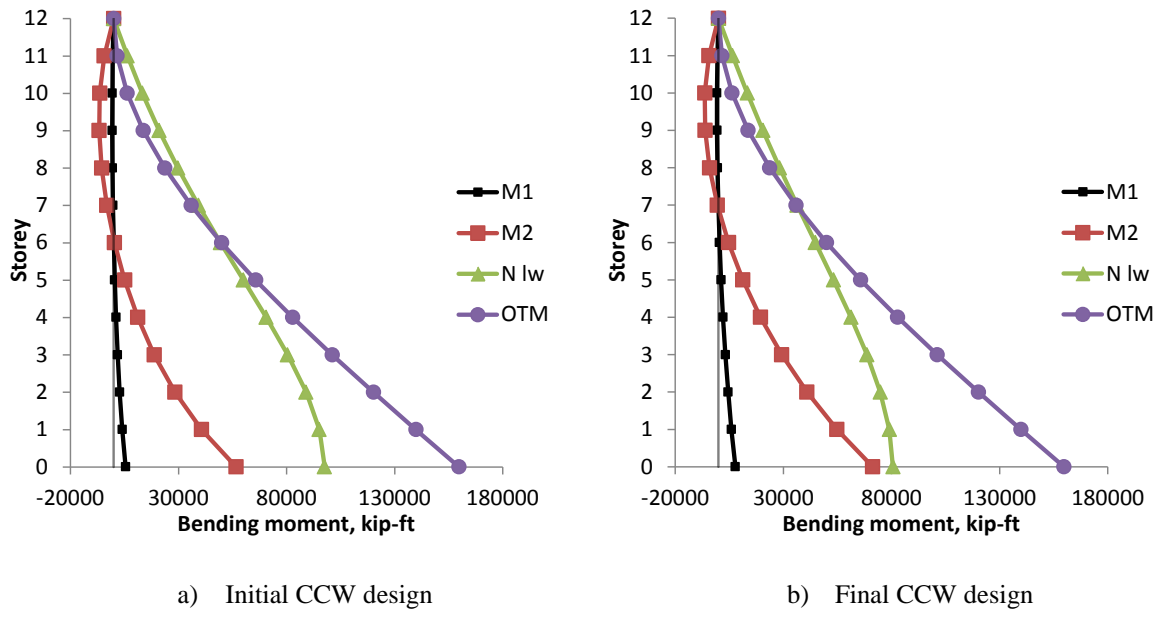 12
11
10
9
8
7
6
5
4
3
2
1
0
Storey
-20000 30000 80000 130000 180000
Bending moment, kip-ft
M1
M2
N lw
OTM
a) Initial CCW design
12
11
10
9
8
7
6
5
4
3
2
1
0
Storey
-20000 30000 80000 130000 180000
Bending moment, kip-ft
M1
M2
N lw
OTM
b) Final CCW design